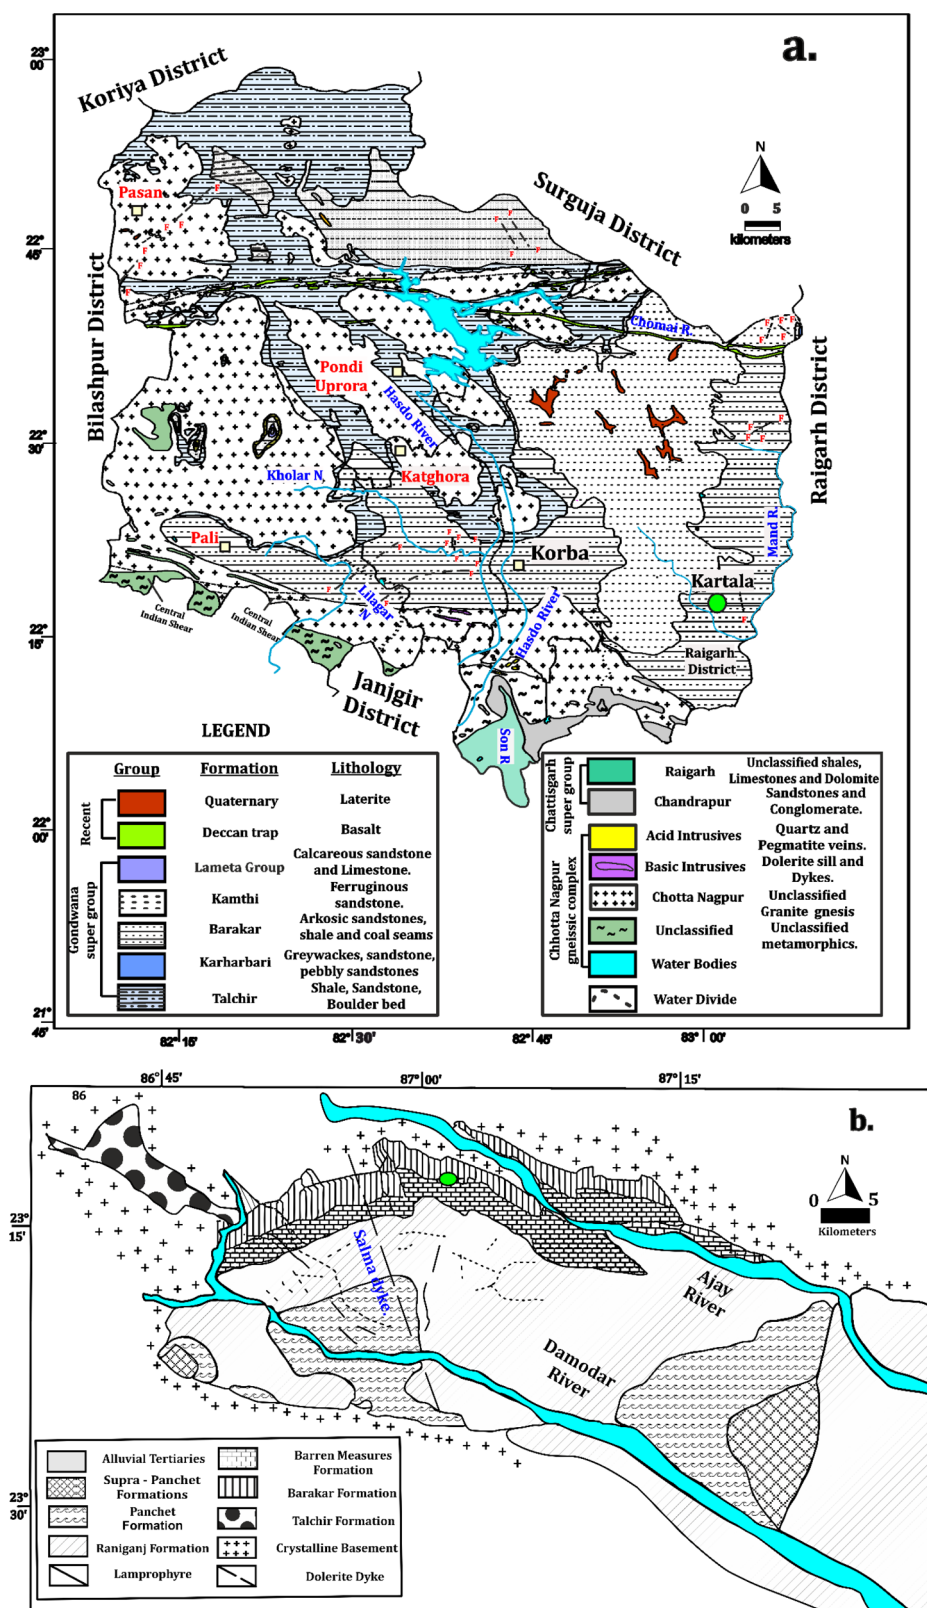 a.
23°
00'
Koriya District
N
0 5
kilometers
Pasan
F
F
F
F
F
F
F
F
F
F
Surguja District
22°
45'
Bilashpur District
Chomai R.
F
F
F
F
F
F
Pondi
Uprora
Hasdo River
Raigarh District
22°
30'
Kholar N
Katghora
F
F
F
F
Mand R.
Pali
F
F
F
F
F
F
Korba
Kartala
F
F
Central
Indian Shear
Central
Indian Shear
Lilagar
N
Hasdo River
22°
15'
Raigarh
District
Janjgir
District
Son R
LEGEND
Group Formation Lithology
Recent
Quaternary Laterite
Deccan trap Basalt
Gondwana
super group
Lameta Group Calcareous sandstone
and Limestone.
Kamthi Ferruginous
sandstone.
Barakar Arkosic sandstones,
shale and coal seams
Karharbari Greywackes, sandstone,
pebbly sandstones
Talchir Shale, Sandstone,
Boulder bed
Chattisgarh
super group
Raigarh Unclassified shales,
Limestones and Dolomite
Chandrapur Sandstones and
Conglomerate.
Chhotta Nagpur
gneissic complex
Acid Intrusives Quartz and
Pegmatite veins.
Basic Intrusives Dolerite sill and
Dykes.
Chotta Nagpur Unclassified
Granite gnesis
Unclassified Unclassified
metamorphics.
Water Bodies
Water Divide
22°
00'
21°
45'
82° 15' 82° 30' 82° 45' 83° 00'
86° 45' 87° 00' 87° 15'
86
b.
N
0 5
Kilometers
23°
15'
Salma dyke.
Ajay
River
Damodar
River
23°
30'
Alluvial Tertiaries
Supra - Panchet
Formations
Panchet
Formation
Raniganj Formation
Lamprophyre
Barren Measures
Formation
Barakar Formation
Talchir Formation
Crystalline Basement
Dolerite Dyke